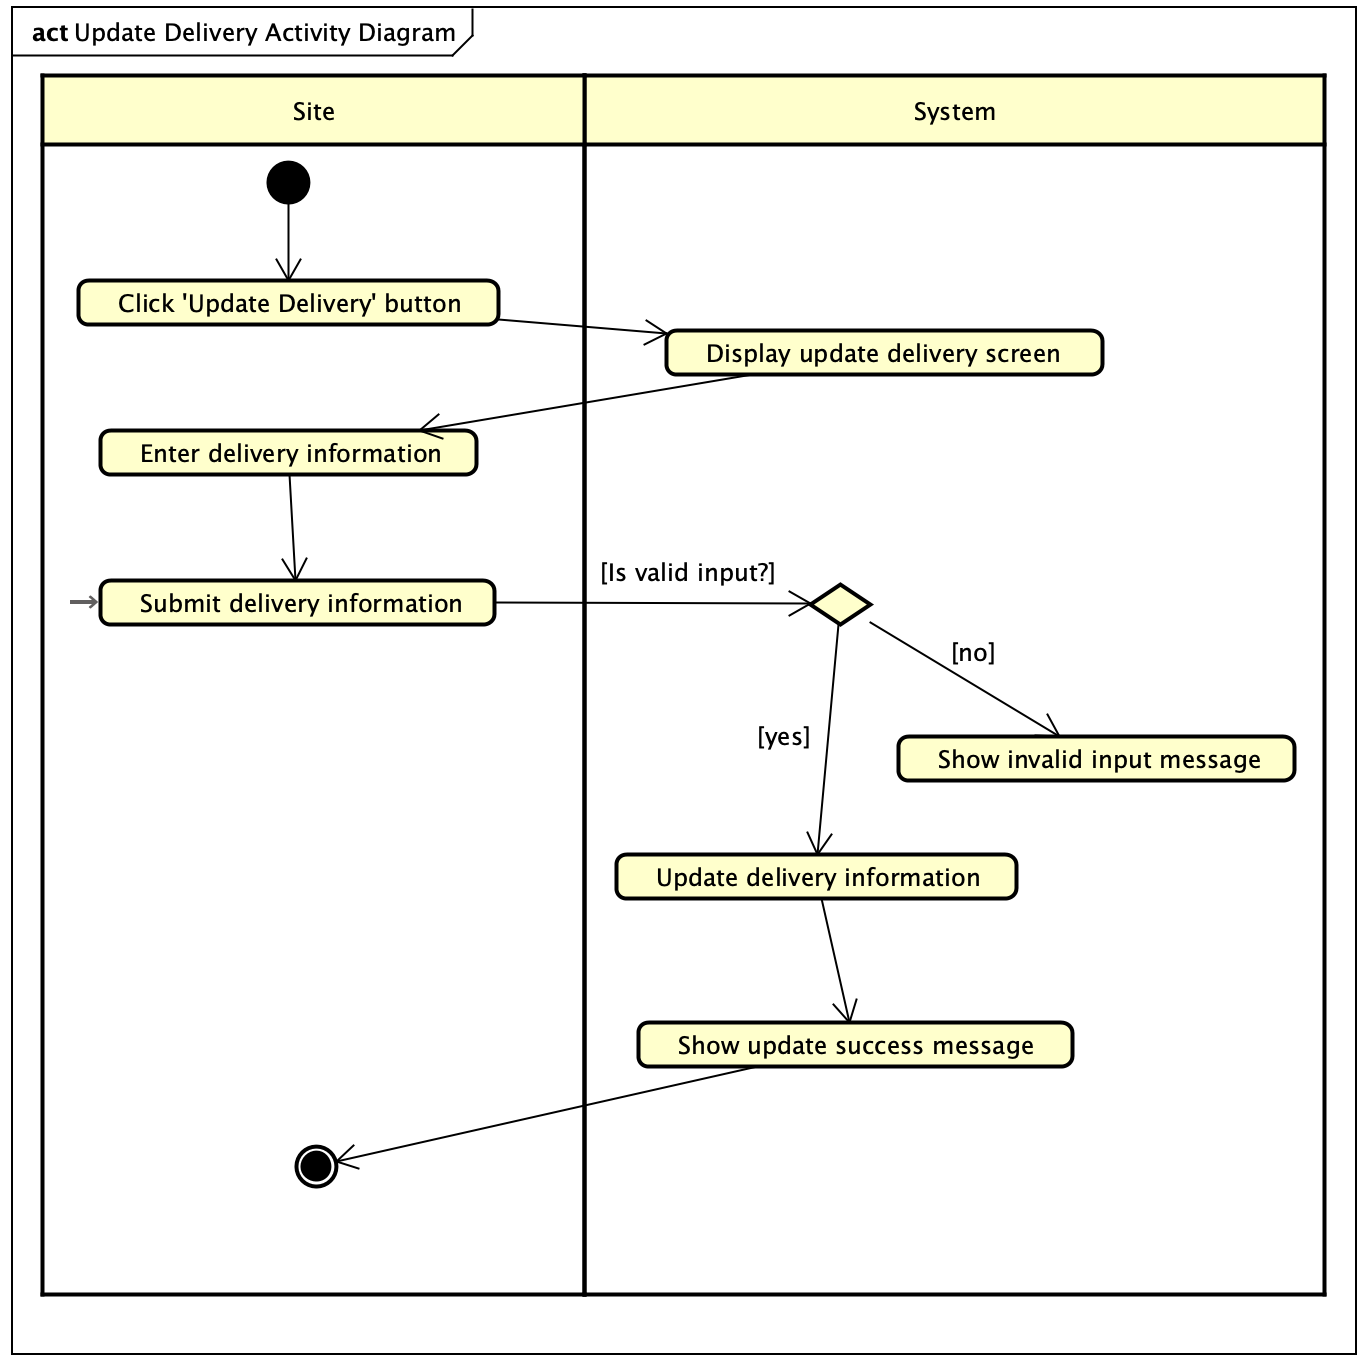 act Update Delivery Activity Diagram
Site
System
Click 'Update Delivery' button
Display update delivery screen
Enter delivery information
[Is valid input?]
Submit delivery information
[no]
[yes]
Show invalid input message
Update delivery information
Show update success message